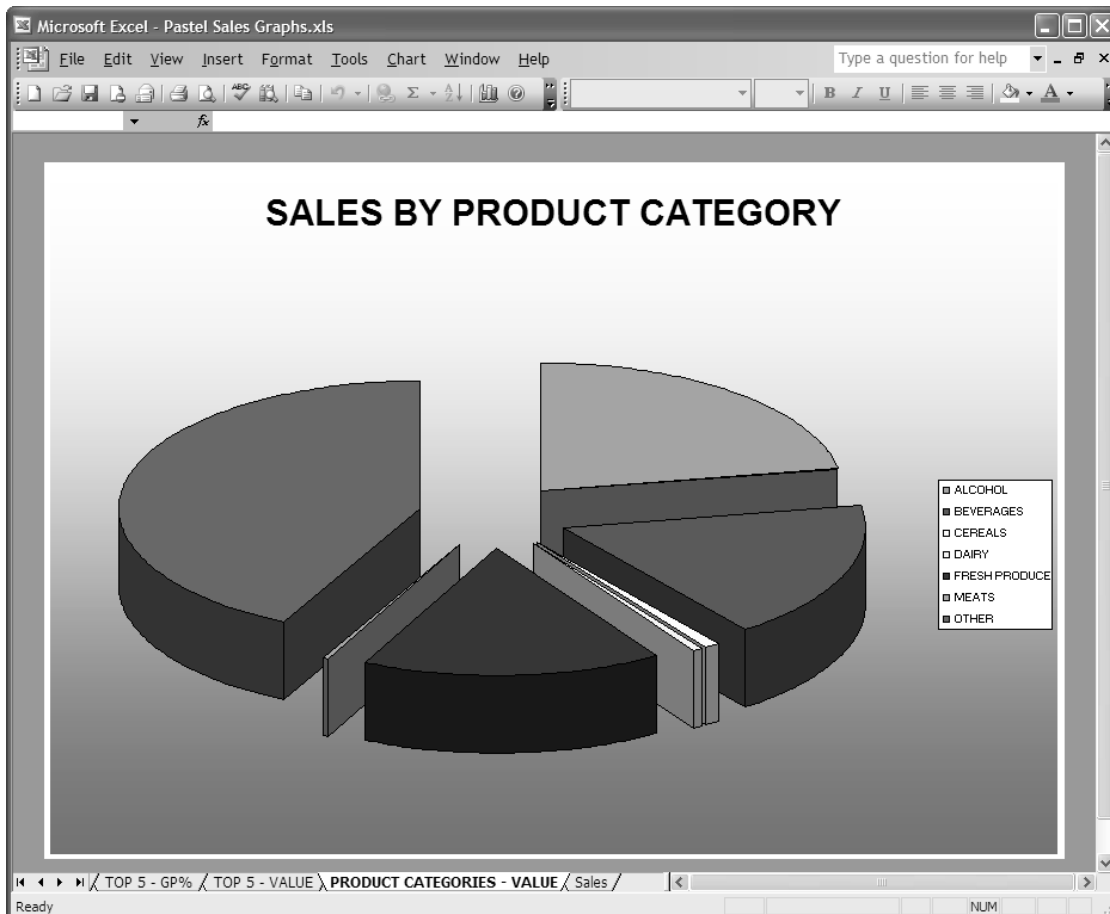 Microsoft Excel - Pastel Sales Graphs.xls
File Edit View Insert Format Tools Chart Window Help Type a question for help
ABC Σ A Z B I U A
fx
SALES BY PRODUCT CATEGORY
ALCOHOL
BEVERAGES
CEREALS
DAIRY
FRESH PRODUCE
MEATS
OTHER
TOP 5 - GP% TOP 5 - VALUE PRODUCT CATEGORIES - VALUE Sales
Ready NUM